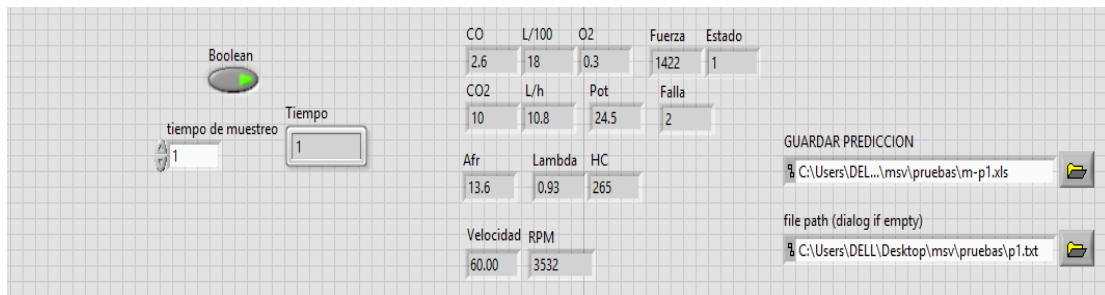 CO L/100 O2 Fuerza Estado
2.6 18 0.3 1422 1
Boolean
CO2 L/h Pot Falla
10 10.8 24.5 2
Tiempo
tiempo de muestreo
1 1
GUARDAR PREDICCION
C:\Users\DEL...\msv\pruebas\m-p1.xls
Afr Lambda HC
13.6 0.93 265
file path (dialog if empty)
C:\Users\DELL\Desktop\msv\pruebas\p1.txt
Velocidad RPM
60.00 3532